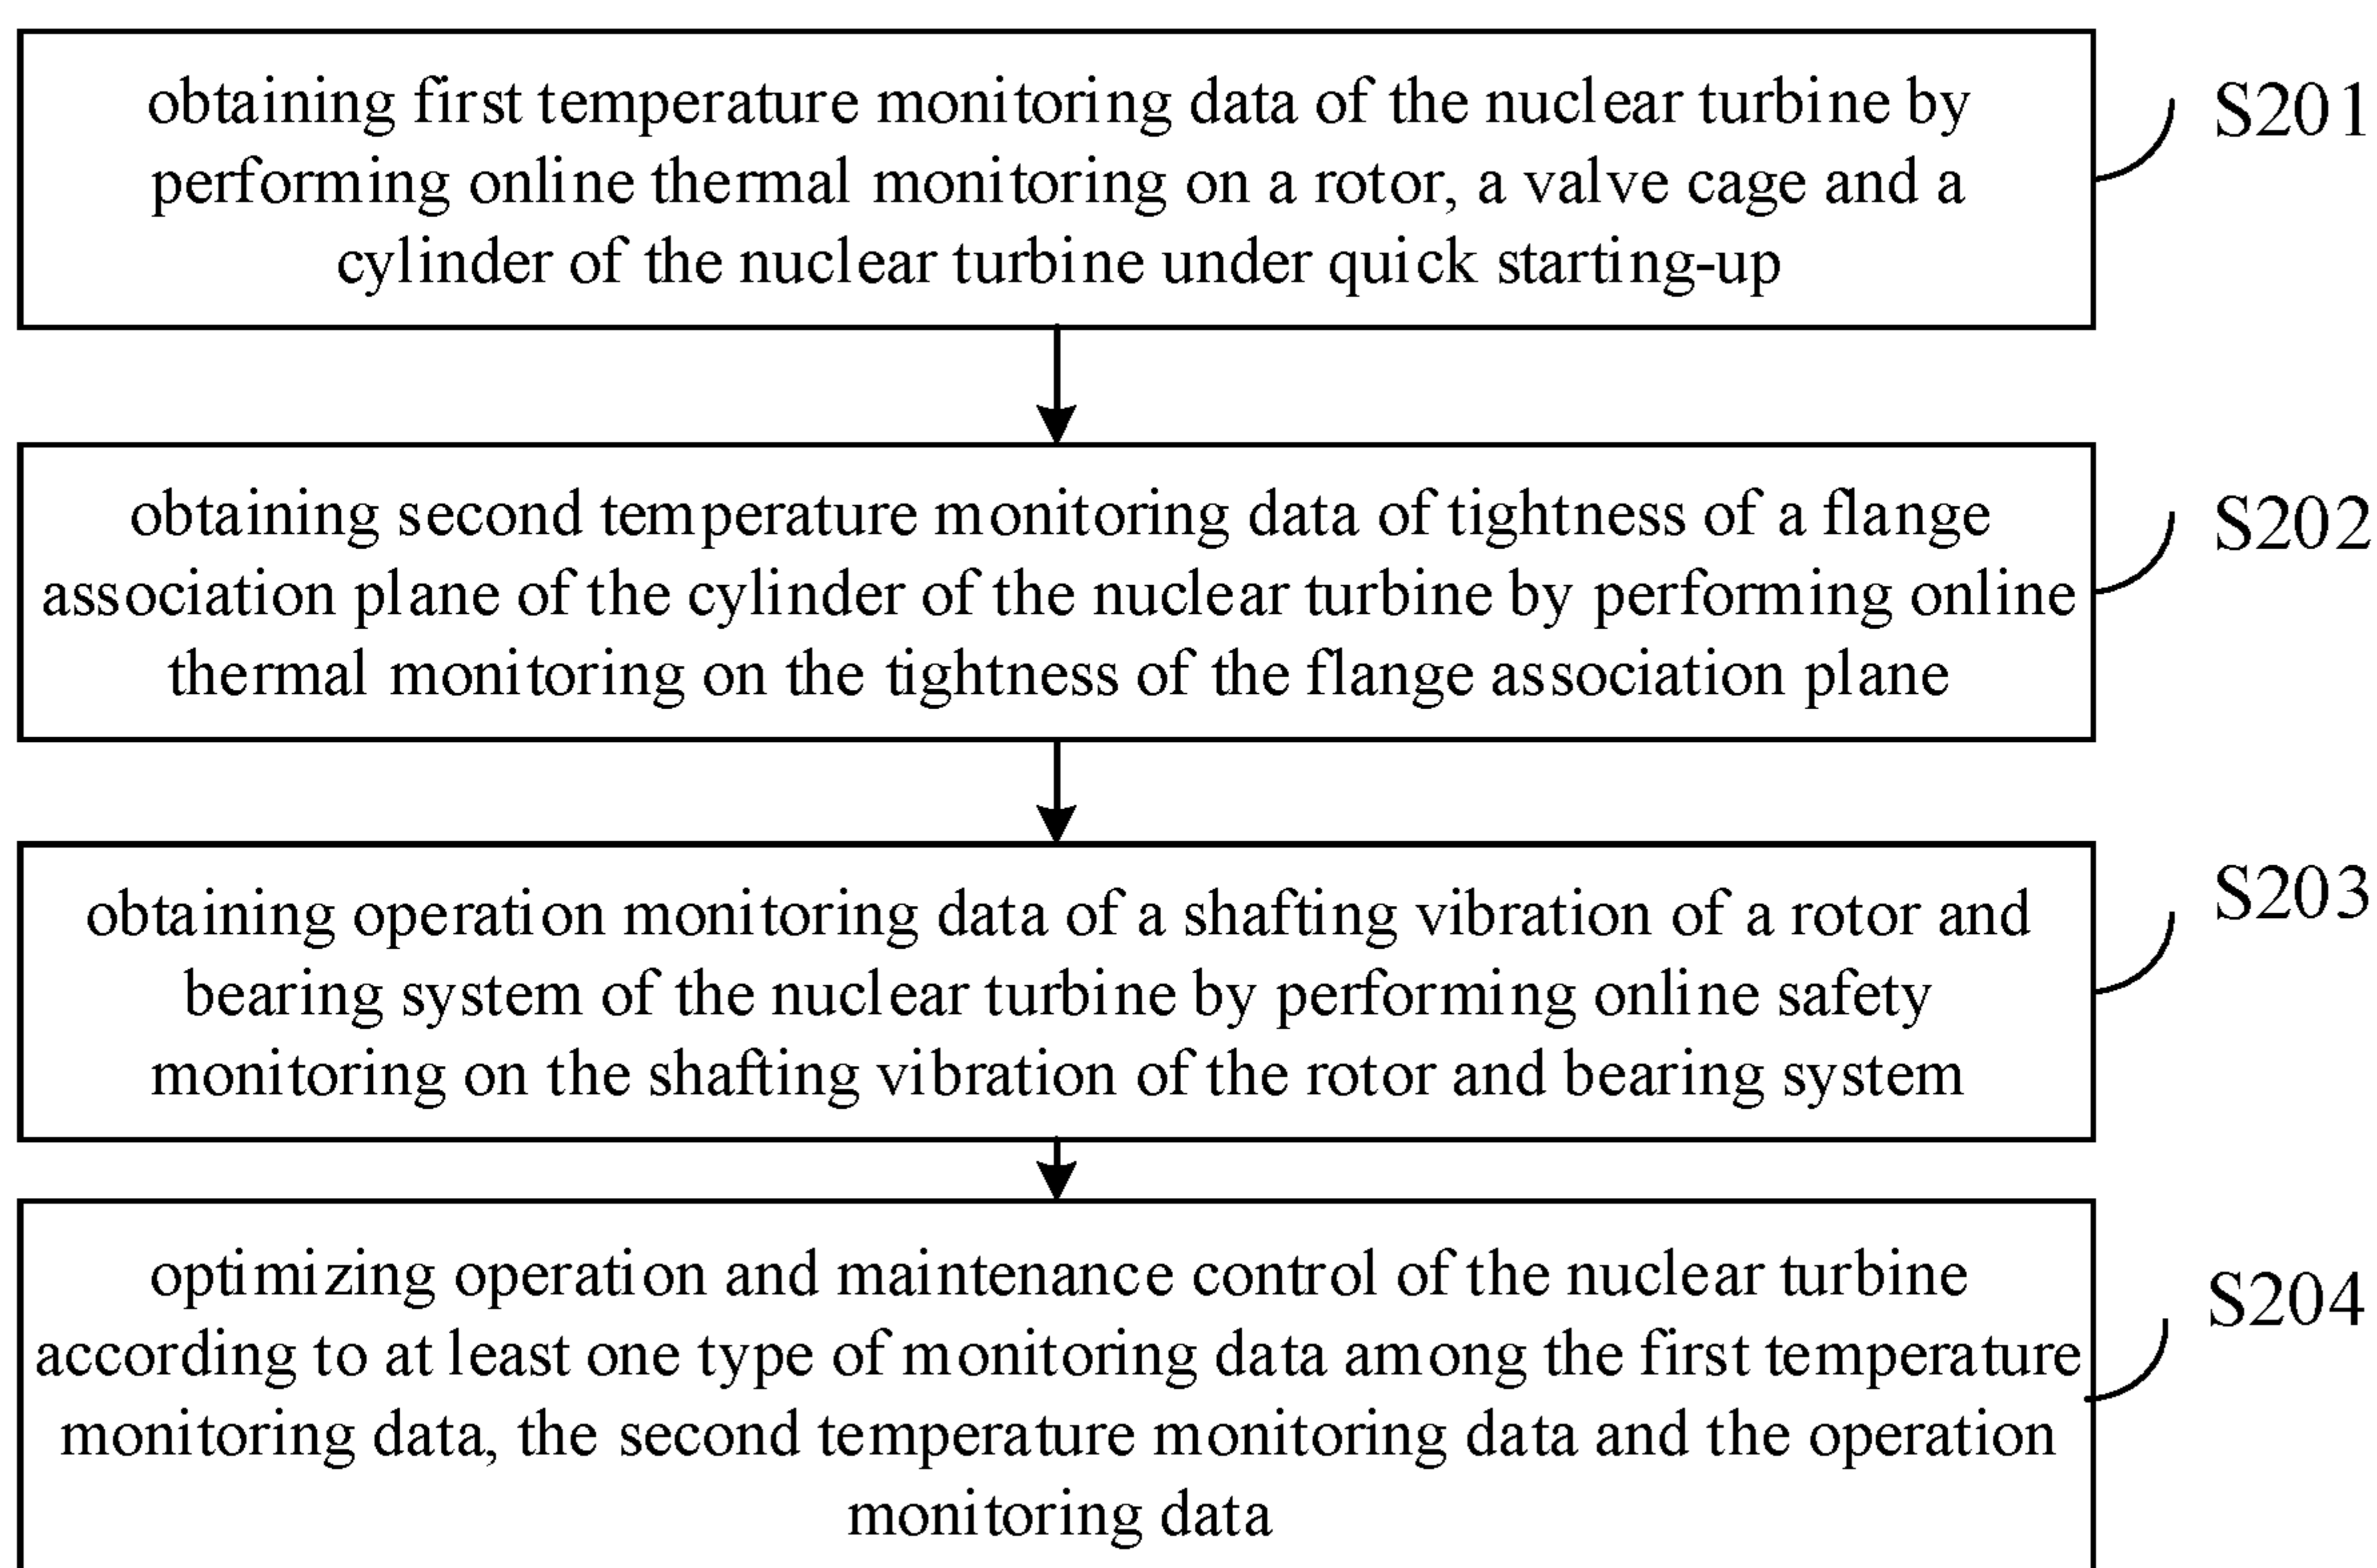 obtaining first temperature monitoring data of the nuclear turbine by
performing online thermal monitoring on a rotor, a valve cage and a
cylinder of the nuclear turbine under quick starting-up
S201
obtaining second temperature monitoring data of tightness of a flange
association plane of the cylinder of the nuclear turbine by performing online
thermal monitoring on the tightness of the flange association plane
S202
obtaining operation monitoring data of a shafting vibration of a rotor and
bearing system of the nuclear turbine by performing online safety
monitoring on the shafting vibration of the rotor and bearing system
S203
optimizing operation and maintenance control of the nuclear turbine
according to at least one type of monitoring data among the first temperature
monitoring data, the second temperature monitoring data and the operation
monitoring data
S204